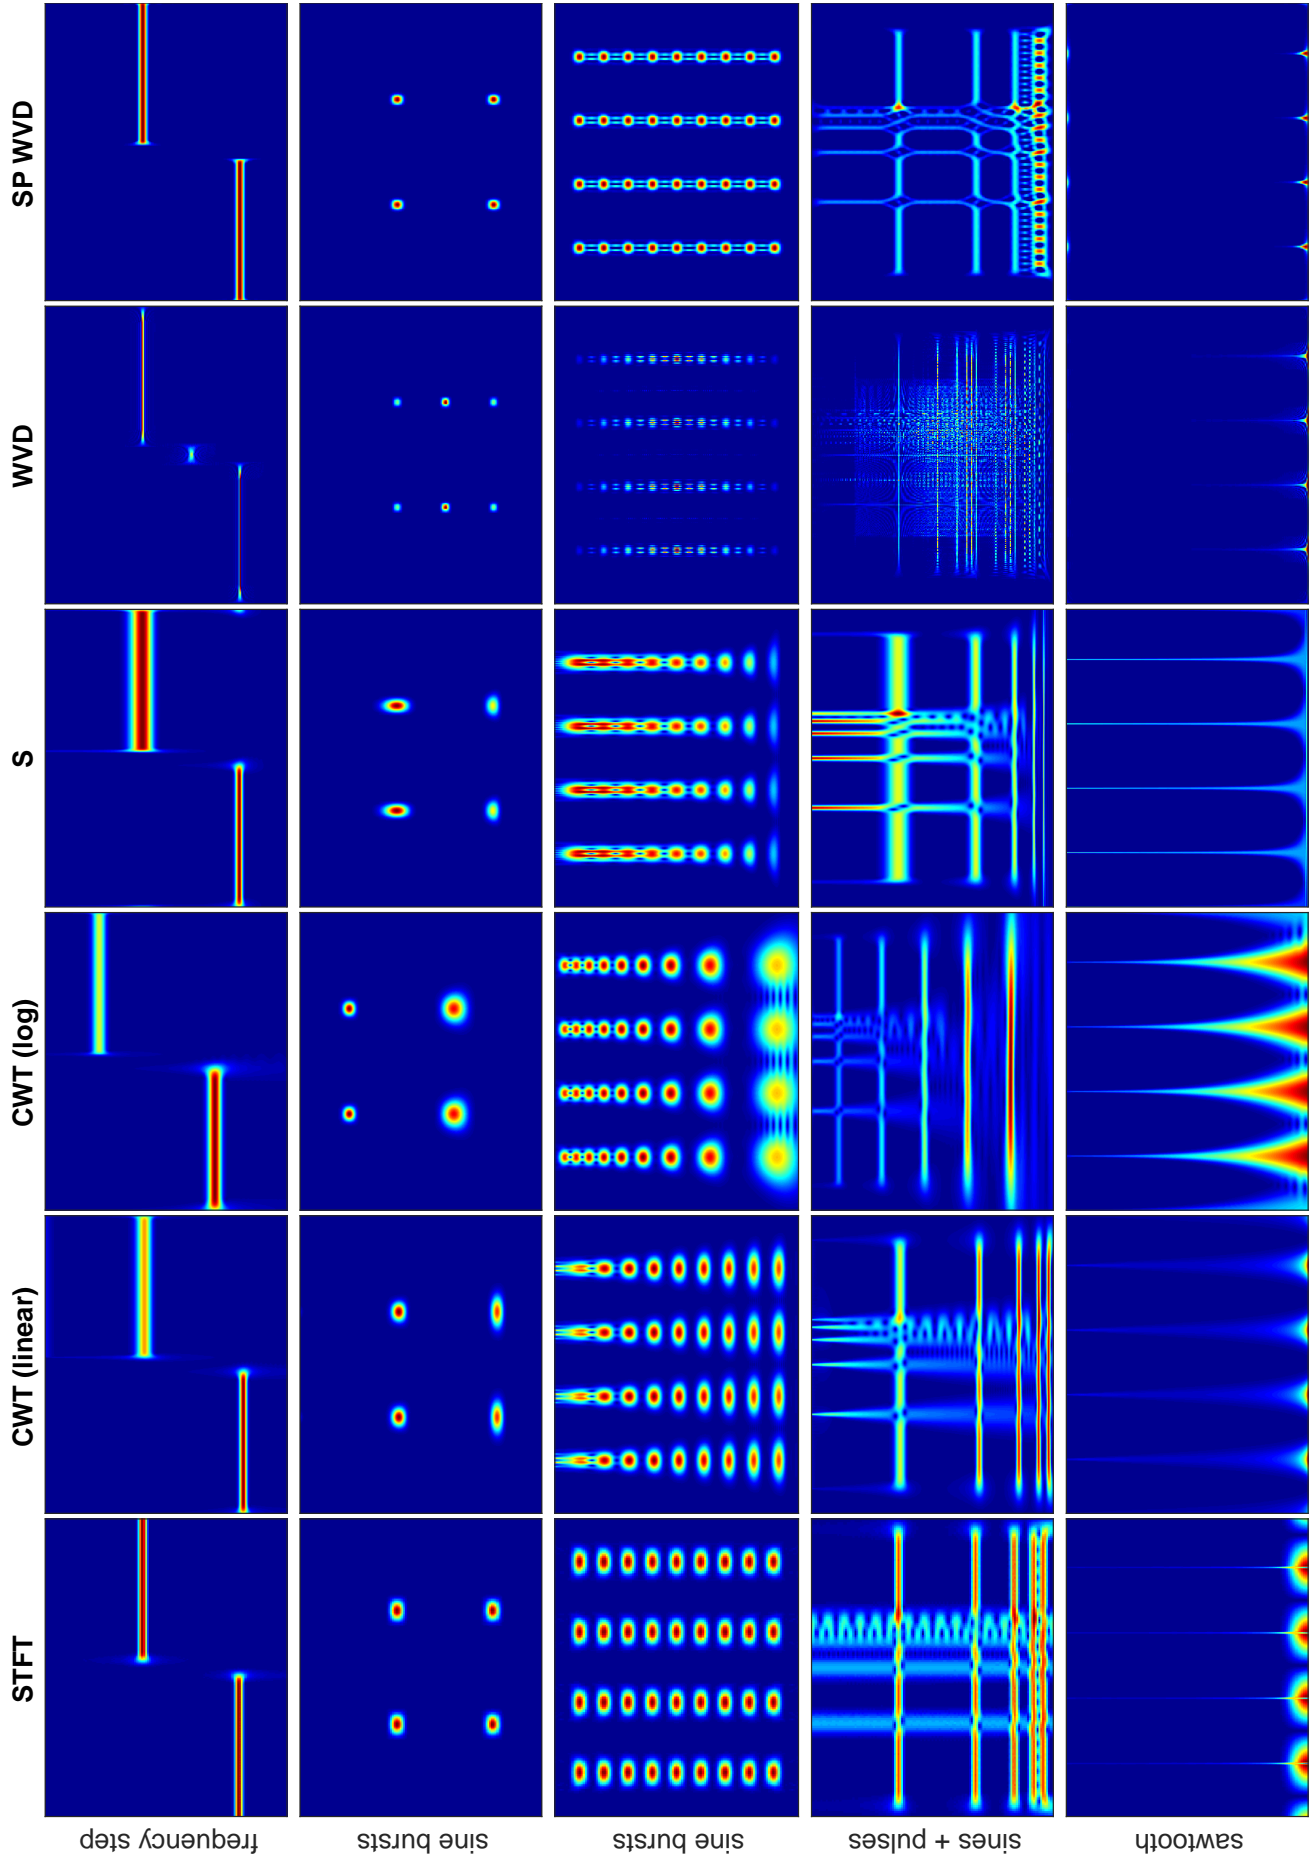 STFT
CWT (linear)
CWT (log)
S
WVD
SP WVD
frequency step
sine bursts
sine bursts
sines + pulses
sawtooth